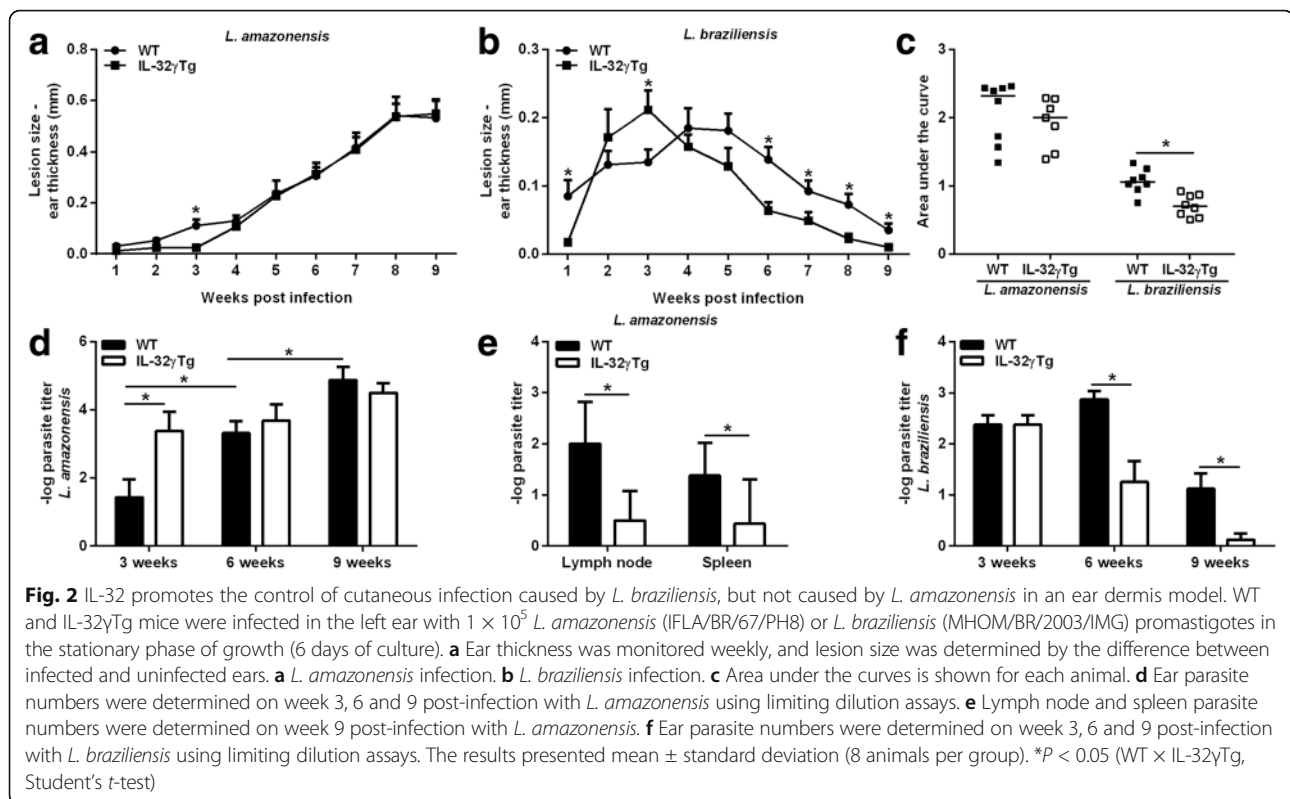 a
L. amazonensis
WT
IL-32γTg
Lesion size -
ear thickness (mm)
0.8
0.6
0.4
0.2
0.0
*
1 2 3 4 5 6 7 8 9
Weeks post infection
b
L. braziliensis
WT
IL-32γTg
Lesion size -
ear thickness (mm)
0.3
0.2
0.1
0.0
* * * * * *
1 2 3 4 5 6 7 8 9
Weeks post infection
c
Area under the curve
3
2
1
0
*
WT IL-32γTg WT IL-32γTg
L. amazonensis L. braziliensis
d
WT
IL-32γTg
-log parasite titer
L. amazonensis
6
4
2
0
* * *
3 weeks 6 weeks 9 weeks
e
L. amazonensis
WT
IL-32γTg
-log parasite titer
4
3
2
1
0
* *
Lymph node Spleen
f
WT
IL-32γTg
-log parasite titer
L. braziliensis
4
3
2
1
0
* *
3 weeks 6 weeks 9 weeks
Fig. 2 IL-32 promotes the control of cutaneous infection caused by L. braziliensis, but not caused by L. amazonensis in an ear dermis model. WT
and IL-32γTg mice were infected in the left ear with 1 × 10⁵ L. amazonensis (IFLA/BR/67/PH8) or L. braziliensis (MHOM/BR/2003/IMG) promastigotes in
the stationary phase of growth (6 days of culture). a Ear thickness was monitored weekly, and lesion size was determined by the difference between
infected and uninfected ears. a L. amazonensis infection. b L. braziliensis infection. c Area under the curves is shown for each animal. d Ear parasite
numbers were determined on week 3, 6 and 9 post-infection with L. amazonensis using limiting dilution assays. e Lymph node and spleen parasite
numbers were determined on week 9 post-infection with L. amazonensis. f Ear parasite numbers were determined on week 3, 6 and 9 post-infection
with L. braziliensis using limiting dilution assays. The results presented mean ± standard deviation (8 animals per group). *P < 0.05 (WT × IL-32γTg,
Student's t-test)